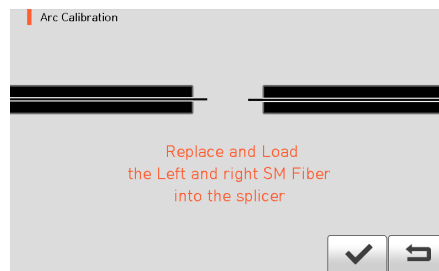 Arc Calibration
Replace and Load
the Left and right SM Fiber
into the splicer